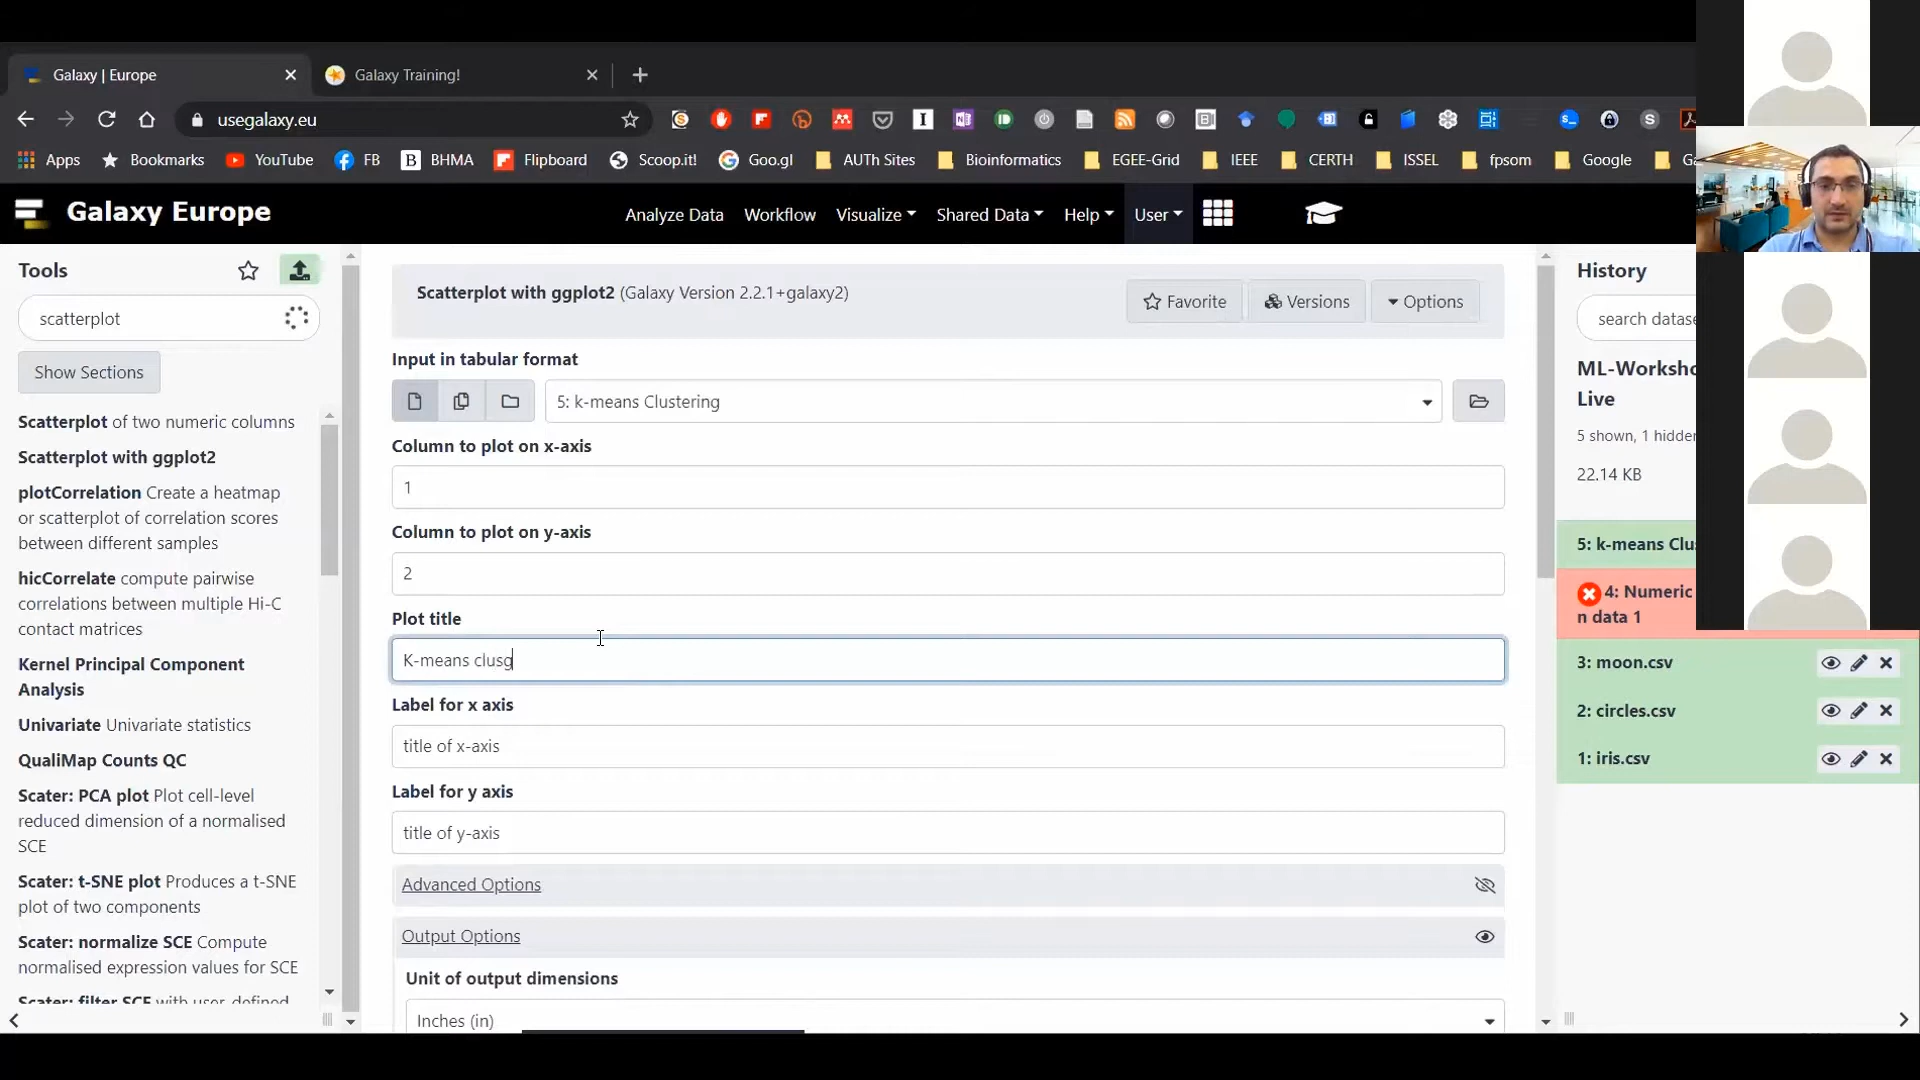 Galaxy | Europe
Galaxy Training!
usegalaxy.eu
Apps
Bookmarks
YouTube
FB
BHMA
Flipboard
Scoop.it!
Goo.gl
AUTh Sites
Bioinformatics
EGEE-Grid
IEEE
CERTH
ISSEL
fpsom
Google
Galaxy Europe
Analyze Data
Workflow
Visualize
Shared Data
Help
User
Tools
scatterplot
Show Sections
Scatterplot of two numeric columns
Scatterplot with ggplot2
plotCorrelation Create a heatmap
or scatterplot of correlation scores
between different samples
hicCorrelate compute pairwise
correlations between multiple Hi-C
contact matrices
Kernel Principal Component
Analysis
Univariate Univariate statistics
QualiMap Counts QC
Scater: PCA plot Plot cell-level
reduced dimension of a normalised
SCE
Scater: t-SNE plot Produces a t-SNE
plot of two components
Scater: normalize SCE Compute
normalised expression values for SCE
Scater: filter SCE with user-defined
Scatterplot with ggplot2 (Galaxy Version 2.2.1+galaxy2)
Favorite
Versions
Options
Input in tabular format
5: k-means Clustering
Column to plot on x-axis
1
Column to plot on y-axis
2
Plot title
K-means clusg
Label for x axis
title of x-axis
Label for y axis
title of y-axis
Advanced Options
Output Options
Unit of output dimensions
Inches (in)
History
search datase
ML-Worksho
Live
5 shown, 1 hidden
22.14 KB
5: k-means Clus
4: Numeric
n data 1
3: moon.csv
2: circles.csv
1: iris.csv